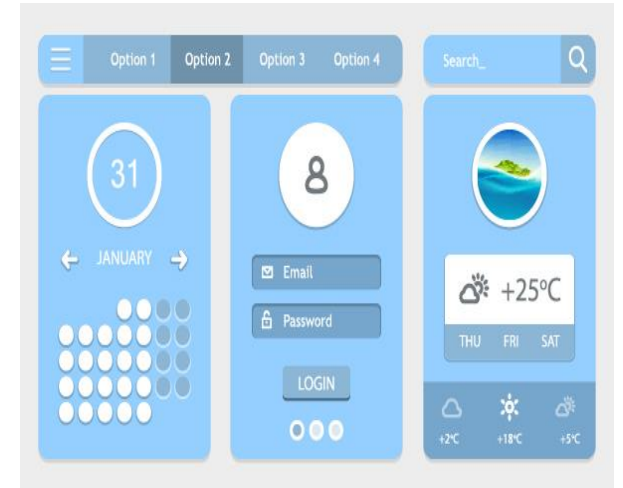 Option 1 Option 2 Option 3 Option 4
Search_
31
JANUARY
Email
Password
LOGIN
+25°C
THU FRI SAT
+2°C +18°C +5°C